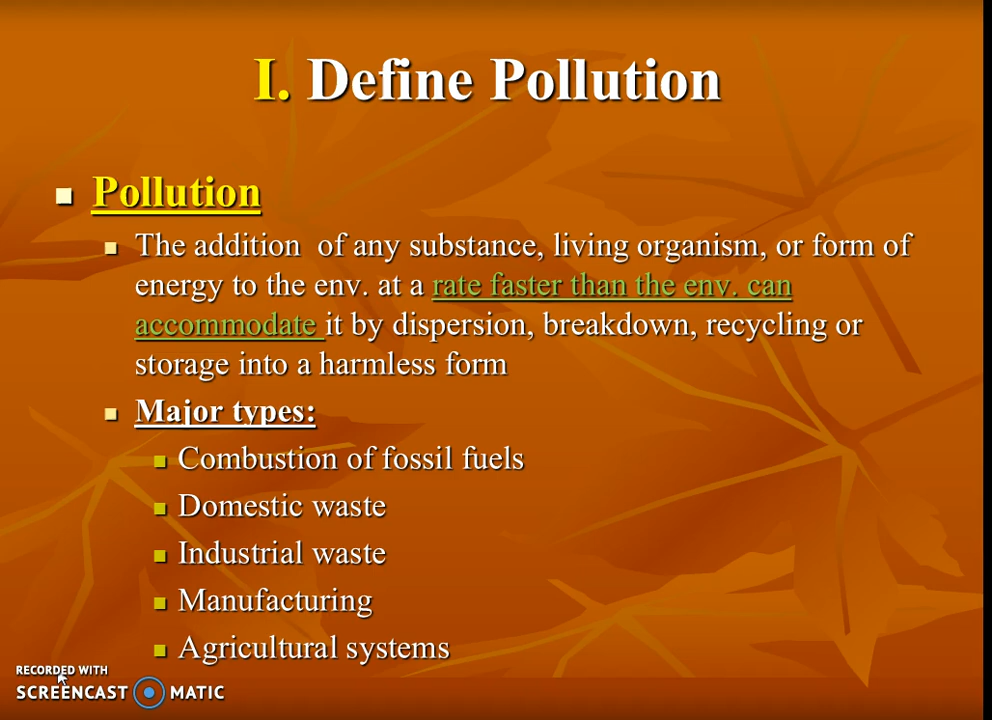 I. Define Pollution
Pollution
The addition of any substance, living organism, or form of
energy to the env. at a rate faster than the env. can
accommodate it by dispersion, breakdown, recycling or
storage into a harmless form
Major types:
Combustion of fossil fuels
Domestic waste
Industrial waste
Manufacturing
Agricultural systems
RECORDED WITH
SCREENCAST MATIC